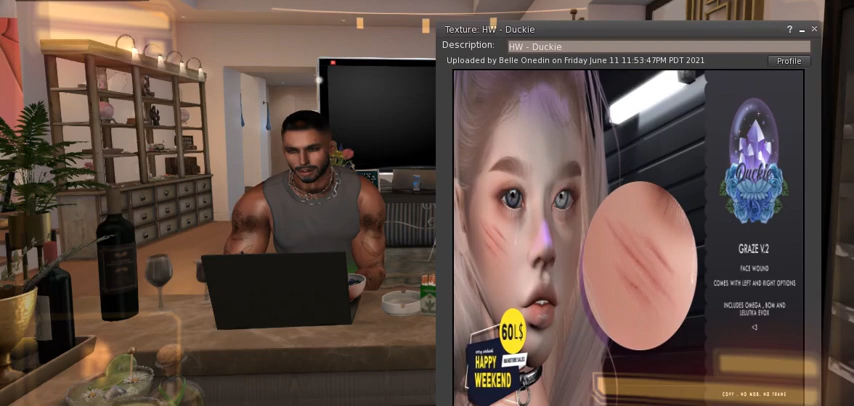 Texture: HW - Duckie
Description:
HW - Duckie
Uploaded by Belle Onedin on Friday June 11 11:53:47PM PDT 2021
Profile
Duckie
GRAZE V.2
FACE WOUND
COMES WITH LEFT AND RIGHT OPTIONS
INCLUDES OMEGA , BOM AND
LELUTKA EVOX
<3
60L$
HAPPY
WEEKEND
COPY . NO MOD. NO TRANS